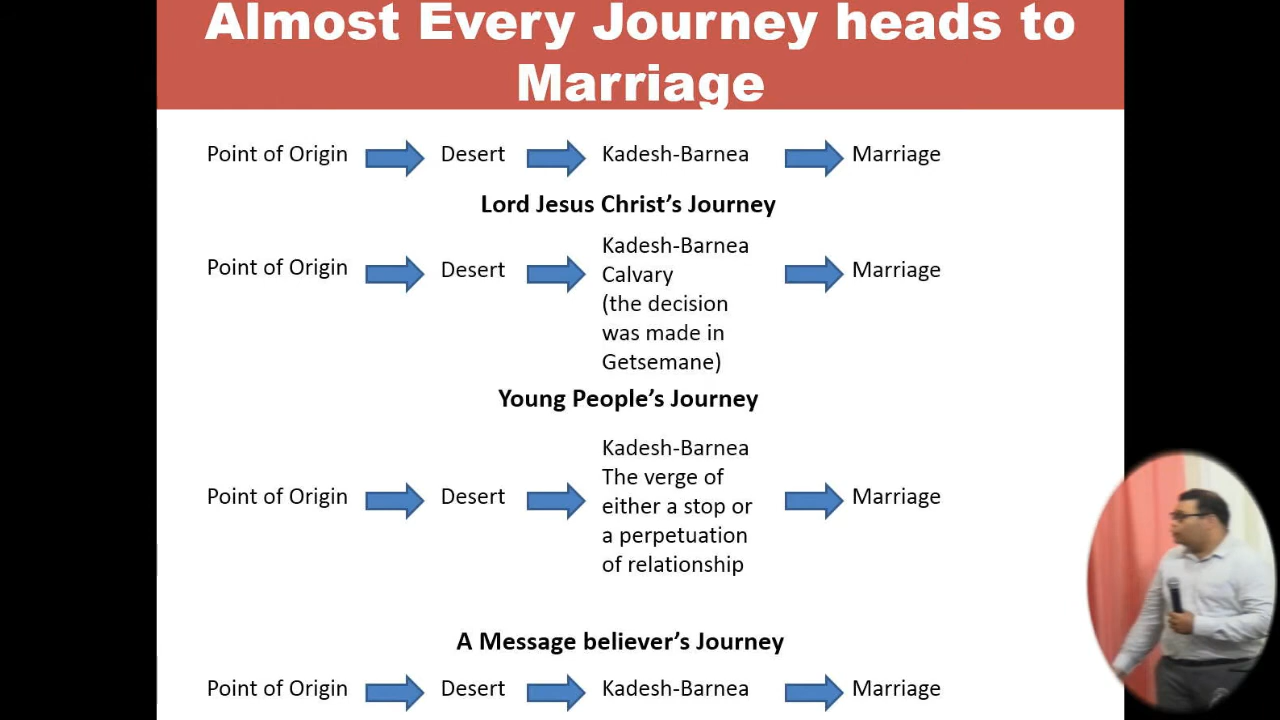 Almost Every Journey heads to
Marriage
Point of Origin Desert Kadesh-Barnea Marriage
Lord Jesus Christ's Journey
Point of Origin Desert Kadesh-Barnea Marriage
Calvary
(the decision
was made in
Getsemane)
Young People's Journey
Point of Origin Desert Kadesh-Barnea Marriage
The verge of
either a stop or
a perpetuation
of relationship
A Message believer's Journey
Point of Origin Desert Kadesh-Barnea Marriage